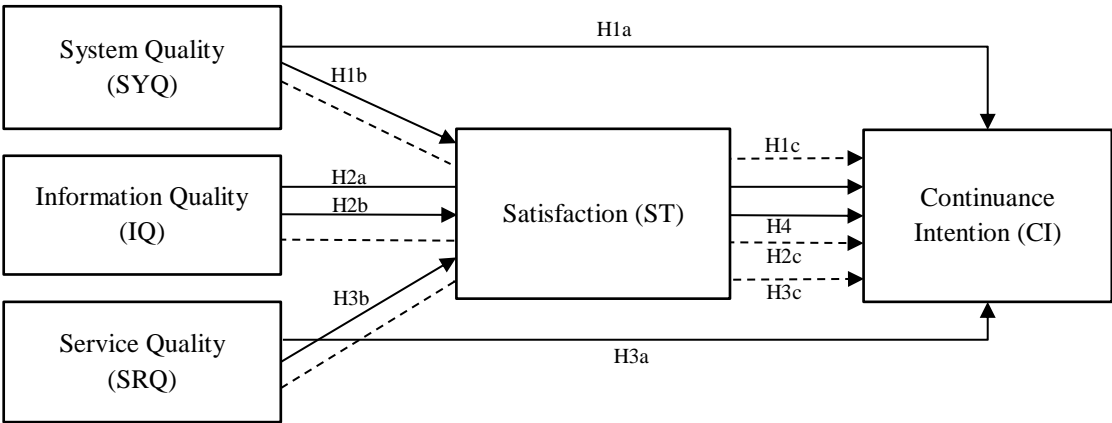 System Quality
(SYQ)
H1a
H1b
Information Quality
(IQ)
H2a
H2b
Satisfaction (ST)
H1c
H4
H2c
H3c
Continuance
Intention (CI)
Service Quality
(SRQ)
H3b
H3a